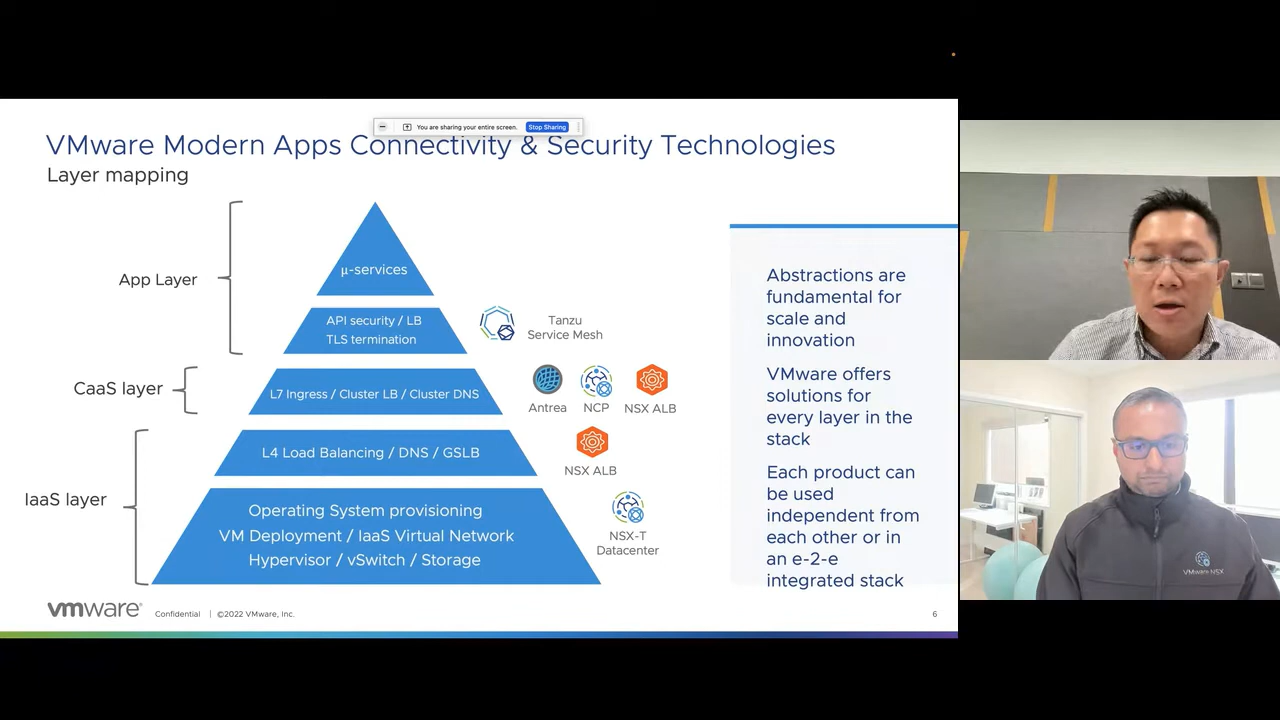 You are sharing your entire screen. Stop Sharing
VMware Modern Apps Connectivity & Security Technologies
Layer mapping
App Layer
μ-services
API security / LB
TLS termination
Tanzu
Service Mesh
CaaS layer
L7 Ingress / Cluster LB / Cluster DNS
Antrea
NCP
NSX ALB
IaaS layer
L4 Load Balancing / DNS / GSLB
NSX ALB
Operating System provisioning
VM Deployment / IaaS Virtual Network
Hypervisor / vSwitch / Storage
NSX-T
Datacenter
Abstractions are
fundamental for
scale and
innovation
VMware offers
solutions for
every layer in the
stack
Each product can
be used
independent from
each other or in
an e-2-e
integrated stack
vmware®
Confidential | ©2022 VMware, Inc.
6
VMware NSX